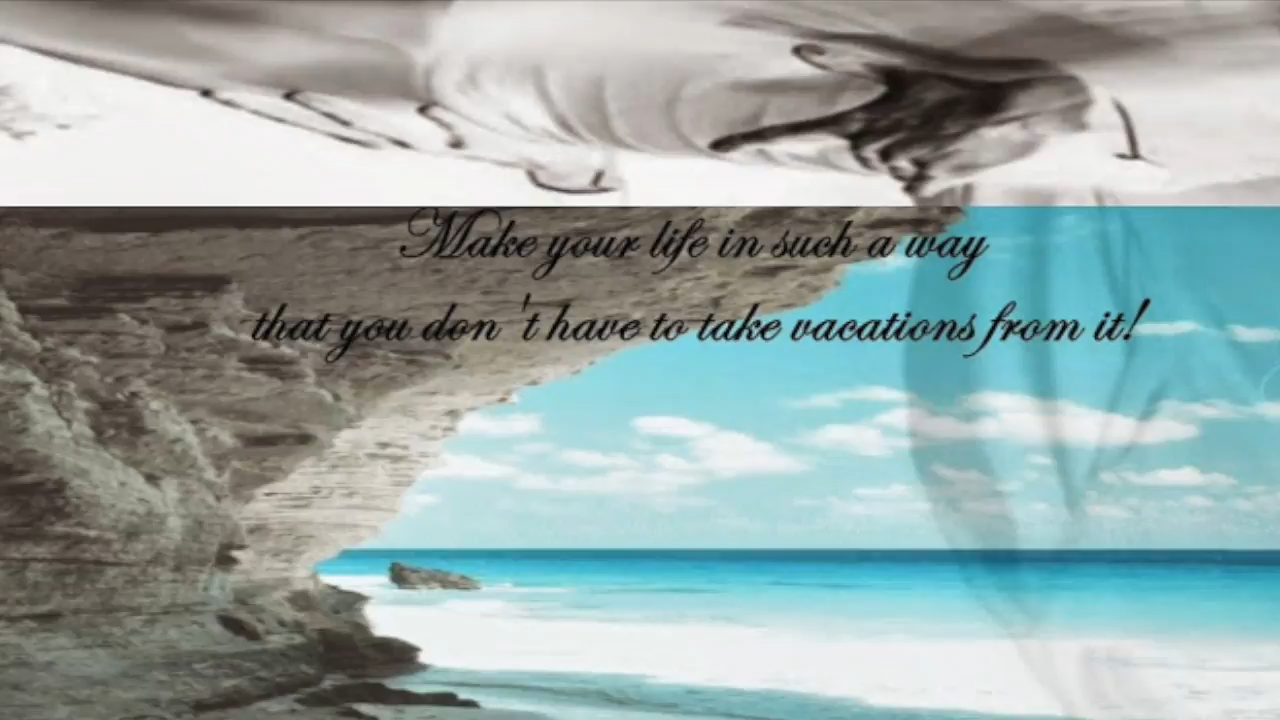 Make your life in such a way
that you don't have to take vacations from it!